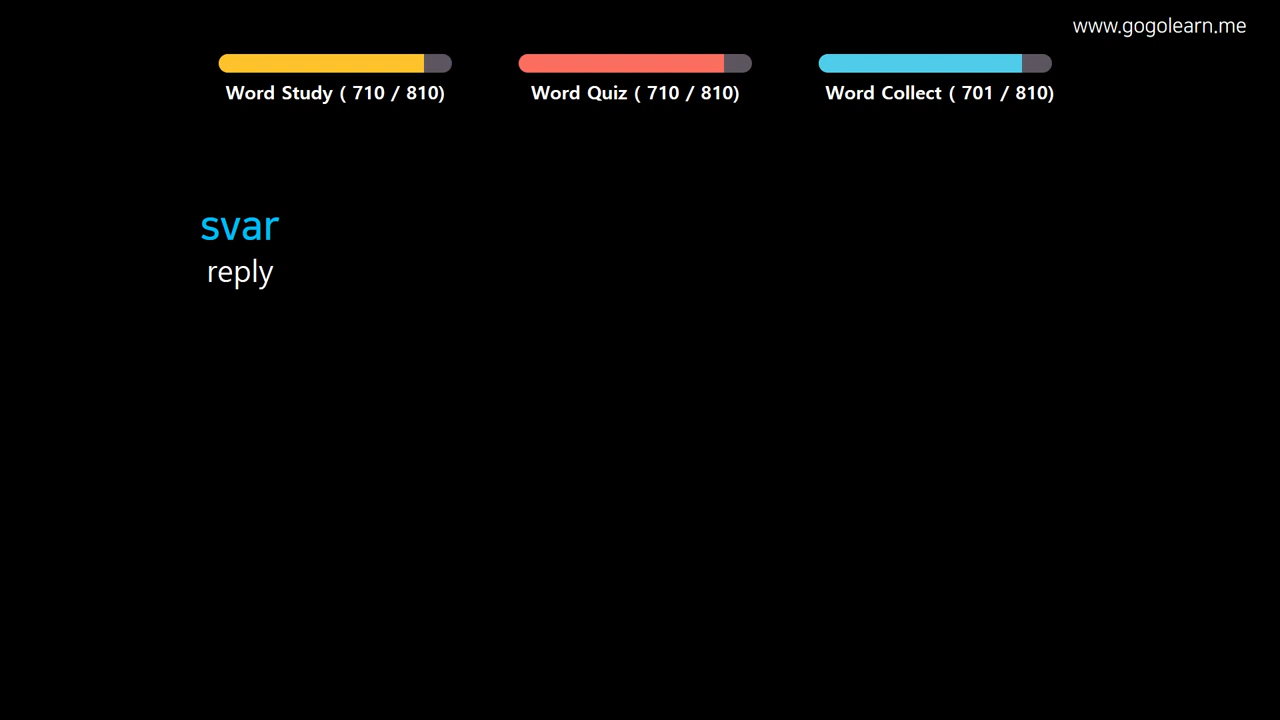 www.gogolearn.me
Word Study ( 710 / 810)
Word Quiz ( 710 / 810)
Word Collect ( 701 / 810)
svar
reply